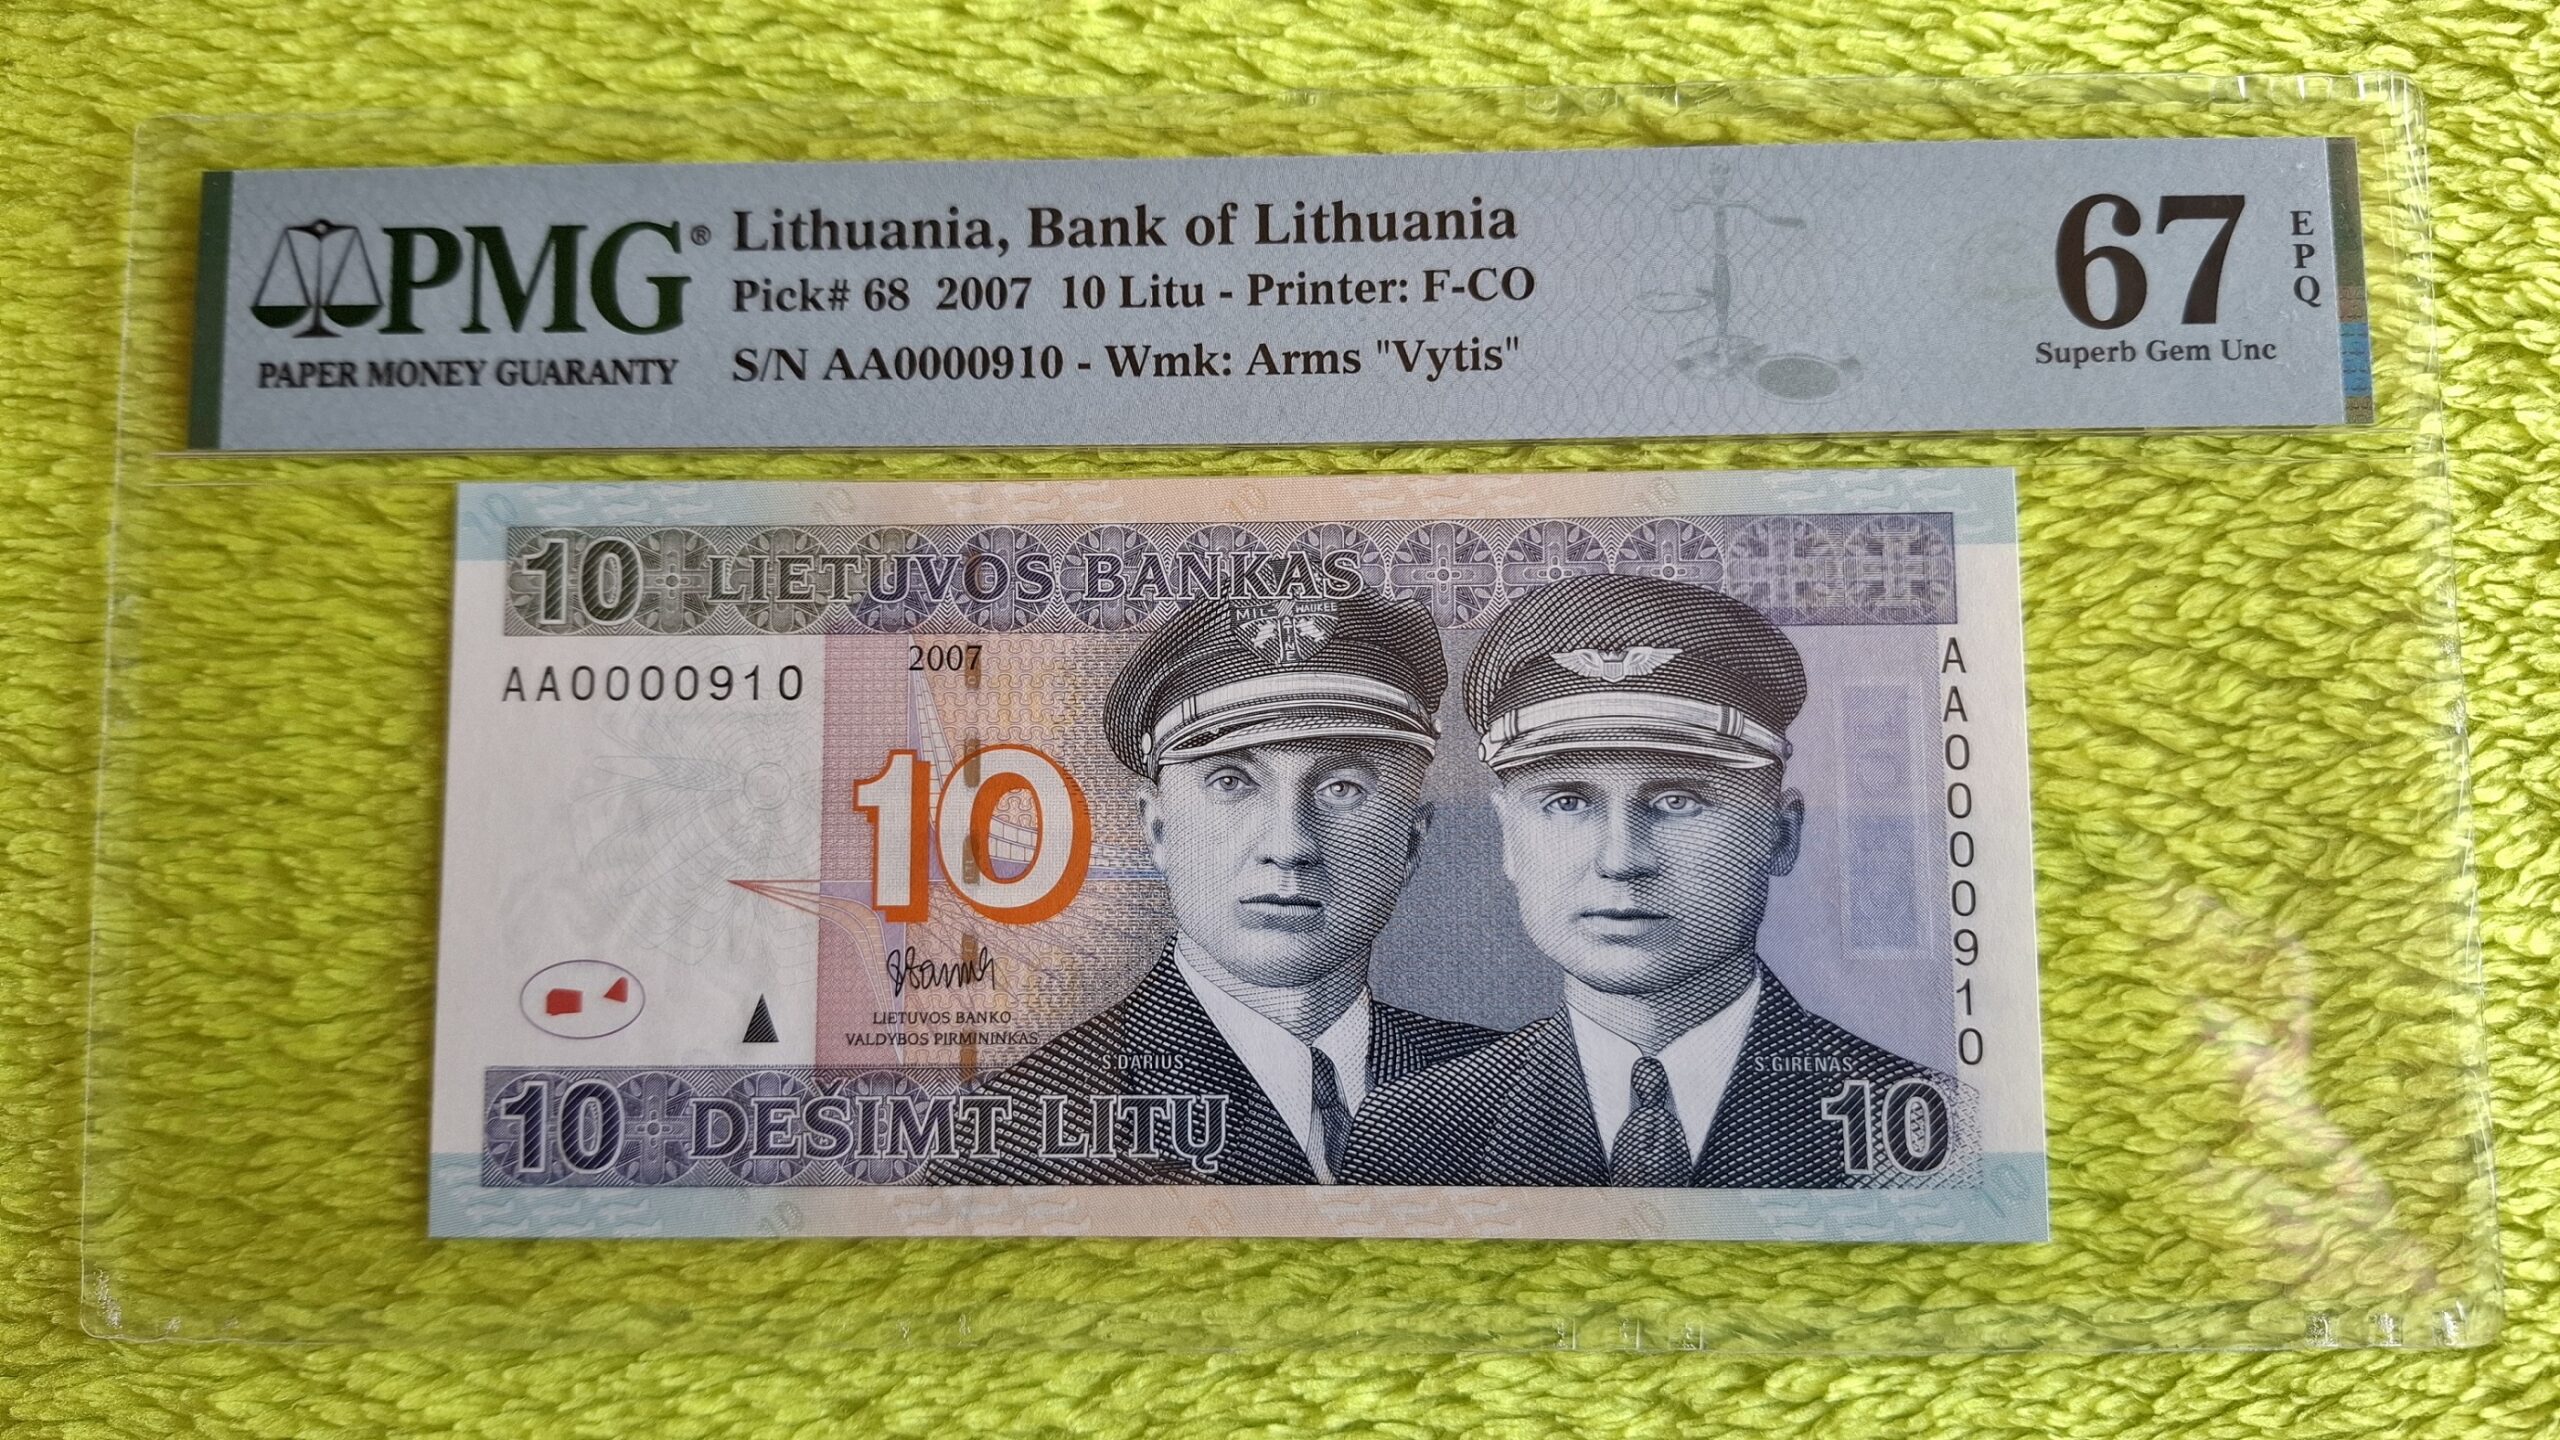 PMG®
PAPER MONEY GUARANTY
Lithuania, Bank of Lithuania
Pick# 68 2007 10 Litu - Printer: F-CO
S/N AA0000910 - Wmk: Arms "Vytis"
67
EPQ
Superb Gem Unc
10 LIETUVOS BANKAS
MILWAUKEE
2007
AA0000910
AA0000910
10
LIETUVOS BANKO
VALDYBOS PIRMININKAS
S.DARIUS
S.GIRĖNAS
10 DEŠIMT LITŲ
10